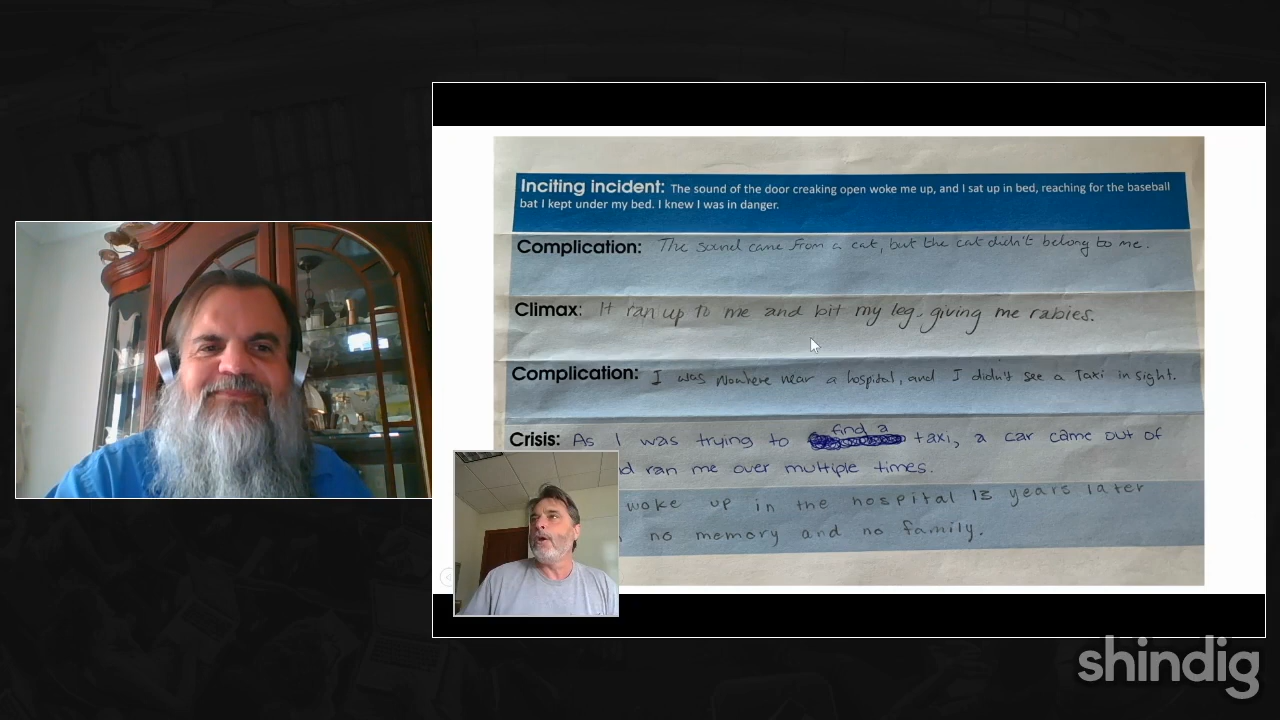 Inciting incident: The sound of the door creaking open woke me up, and I sat up in bed, reaching for the baseball
bat I kept under my bed. I knew I was in danger.
Complication: The sound came from a cat, but the cat didn't belong to me.
Climax: It ran up to me and bit my leg, giving me rabies.
Complication: I was Nowhere near a hospital, and I didn't see a Taxi in sight.
Crisis: As I was trying to find a taxi, a car came out of
ran me over multiple times.
woke up in the hospital 13 years later
no memory and no family.
shindig